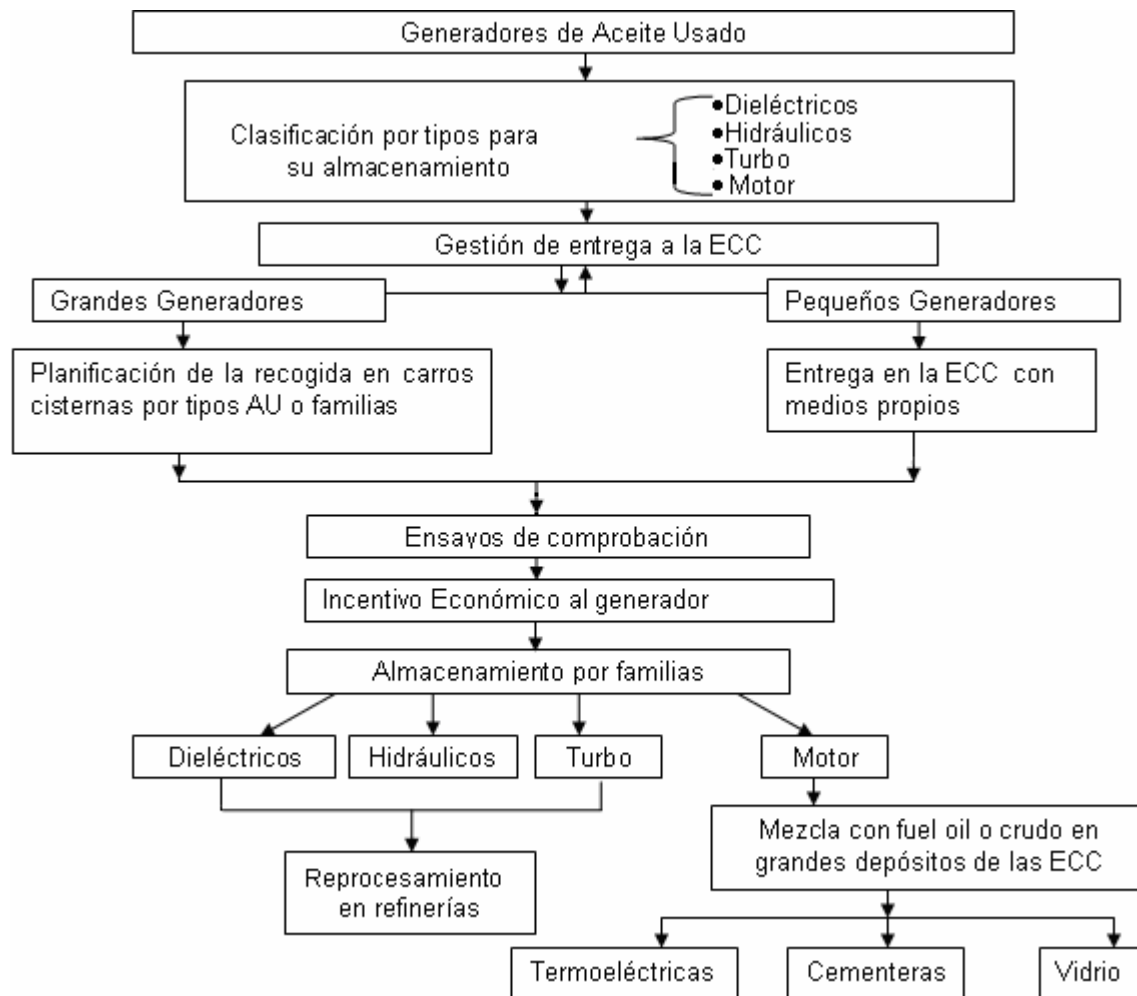 Generadores de Aceite Usado
Clasificación por tipos para
su almacenamiento
•Dieléctricos
•Hidráulicos
•Turbo
• Motor
Gestión de entrega a la ECC
Grandes Generadores
Pequeños Generadores
Planificación de la recogida en carros
cisternas por tipos AU o familias
Entrega en la ECC con
medios propios
Ensayos de comprobación
Incentivo Económico al generador
Almacenamiento por familias
Dieléctricos
Hidráulicos
Turbo
Motor
Mezcla con fuel oil o crudo en
grandes depósitos de las ECC
Reprocesamiento
en refinerías
Termoeléctricas
Cementeras
Vidrio